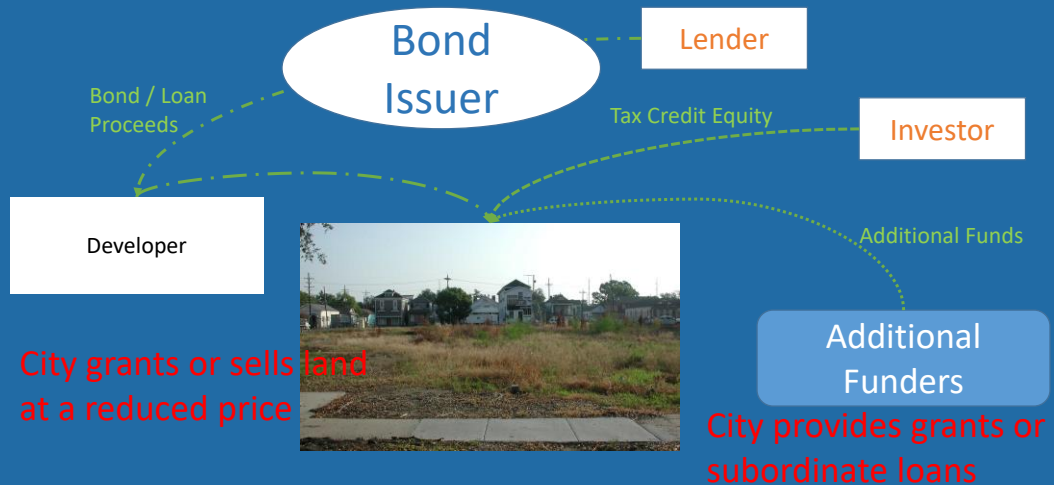 Bond
Issuer
Lender
Bond / Loan
Proceeds
Tax Credit Equity
Investor
Developer
Additional Funds
City grants or sells land
at a reduced price
Additional
Funders
City provides grants or
subordinate loans